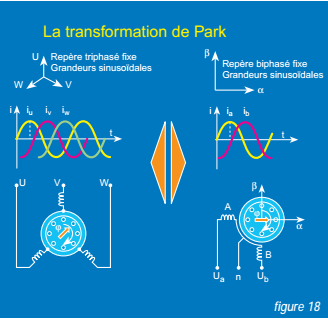 La transformation de Park
U
Repère triphasé fixe
Grandeurs sinusoïdales
W
V
β
Repère biphasé fixe
Grandeurs sinusoïdales
α
i
iu
iv
iw
t
i
ia
ib
t
U
V
W
φ
β
A
φ
α
B
Ua
n
Ub
figure 18